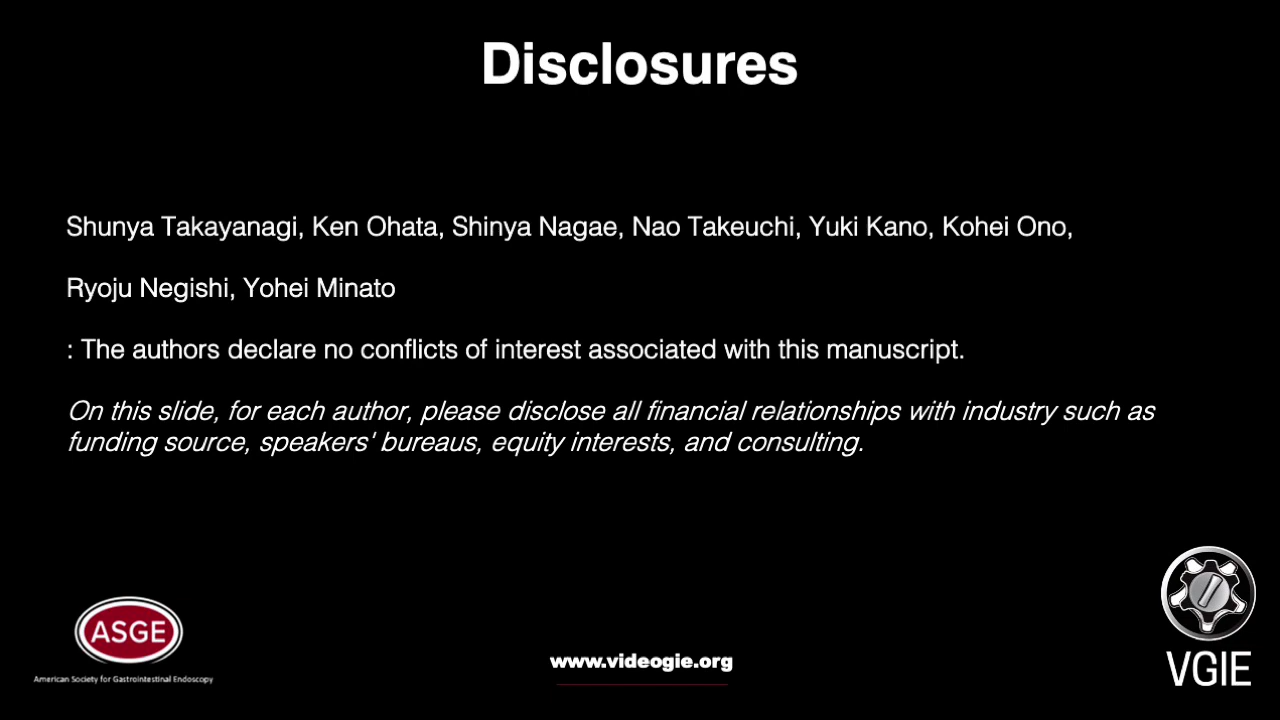 Disclosures
Shunya Takayanagi, Ken Ohata, Shinya Nagae, Nao Takeuchi, Yuki Kano, Kohei Ono,
Ryoju Negishi, Yohei Minato
: The authors declare no conflicts of interest associated with this manuscript.
On this slide, for each author, please disclose all financial relationships with industry such as
funding source, speakers' bureaus, equity interests, and consulting.
ASGE
American Society for Gastrointestinal Endoscopy
www.videogie.org
VGIE